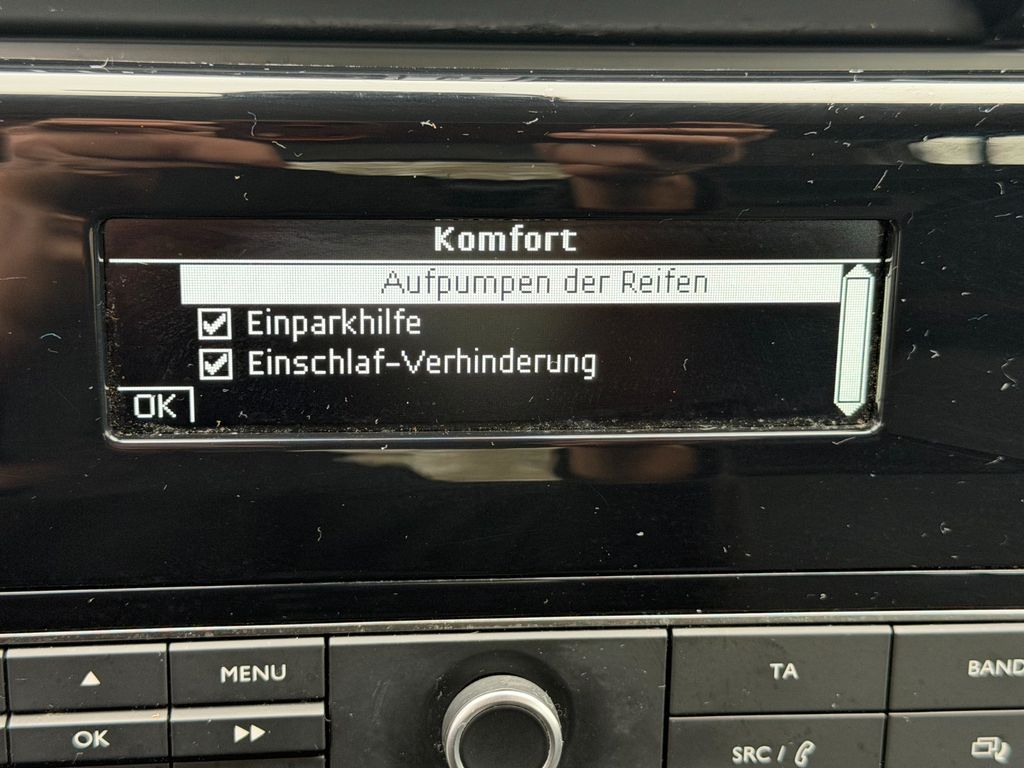 Komfort
Aufpumpen der Reifen
Einparkhilfe
Einschlaf-Verhinderung
OK
MENU
TA
BAND
OK
SRC /